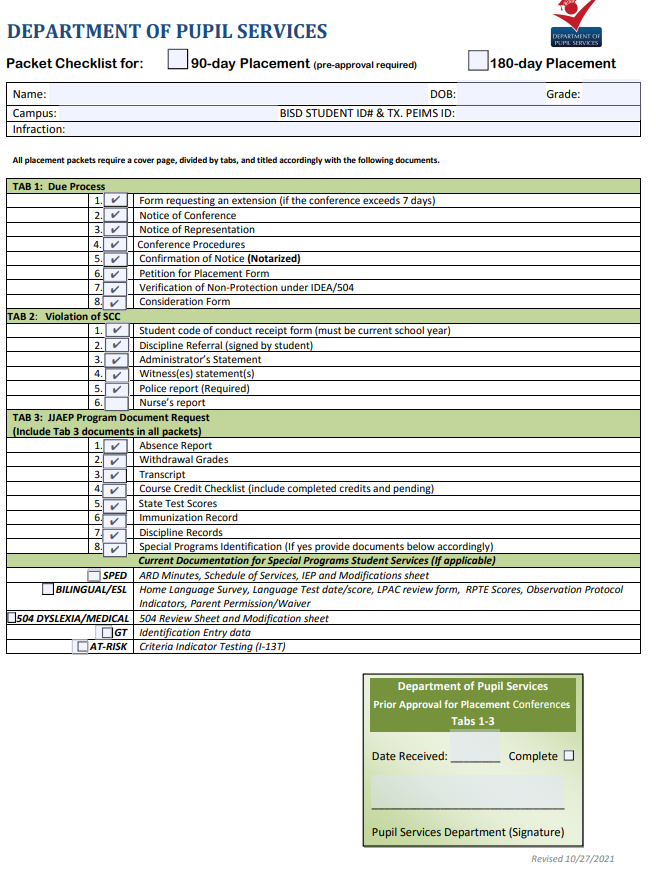 DEPARTMENT OF PUPIL SERVICES
DEPARTMENT OF
PUPIL SERVICES
Packet Checklist for: 90-day Placement (pre-approval required) 180-day Placement
Name: DOB: Grade:
Campus: BISD STUDENT ID# & TX. PEIMS ID:
Infraction:
All placement packets require a cover page, divided by tabs, and titled accordingly with the following documents.
TAB 1: Due Process
1. ✔ Form requesting an extension (if the conference exceeds 7 days)
2. ✔ Notice of Conference
3. ✔ Notice of Representation
4. ✔ Conference Procedures
5. ✔ Confirmation of Notice (Notarized)
6. ✔ Petition for Placement Form
7. ✔ Verification of Non-Protection under IDEA/504
8. ✔ Consideration Form
TAB 2: Violation of SCC
1. ✔ Student code of conduct receipt form (must be current school year)
2. ✔ Discipline Referral (signed by student)
3. ✔ Administrator's Statement
4. ✔ Witness(es) statement(s)
5. ✔ Police report (Required)
6. Nurse's report
TAB 3: JJAEP Program Document Request
(Include Tab 3 documents in all packets)
1. ✔ Absence Report
2. ✔ Withdrawal Grades
3. ✔ Transcript
4. ✔ Course Credit Checklist (include completed credits and pending)
5. ✔ State Test Scores
6. ✔ Immunization Record
7. ✔ Discipline Records
8. ✔ Special Programs Identification (If yes provide documents below accordingly)
Current Documentation for Special Programs Student Services (If applicable)
SPED ARD Minutes, Schedule of Services, IEP and Modifications sheet
BILINGUAL/ESL Home Language Survey, Language Test date/score, LPAC review form, RPTE Scores, Observation Protocol
Indicators, Parent Permission/Waiver
504 DYSLEXIA/MEDICAL 504 Review Sheet and Modification sheet
GT Identification Entry data
AT-RISK Criteria Indicator Testing (I-13T)
Department of Pupil Services
Prior Approval for Placement Conferences
Tabs 1-3
Date Received: _______ Complete
Pupil Services Department (Signature)
Revised 10/27/2021